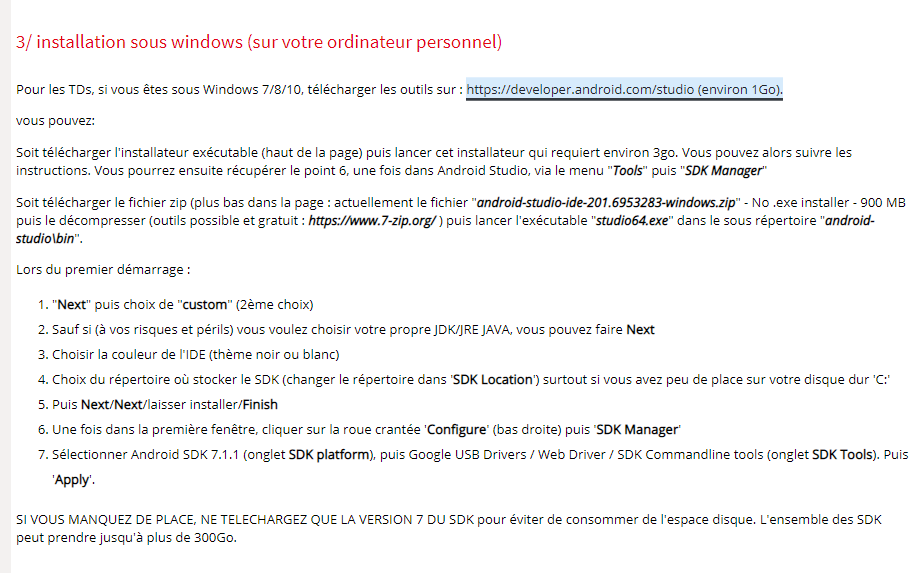 3/ installation sous windows (sur votre ordinateur personnel)
Pour les TDs, si vous êtes sous Windows 7/8/10, télécharger les outils sur : https://developer.android.com/studio (environ 1Go).
vous pouvez:
Soit télécharger l'installateur exécutable (haut de la page) puis lancer cet installateur qui requiert environ 3go. Vous pouvez alors suivre les
instructions. Vous pourrez ensuite récupérer le point 6, une fois dans Android Studio, via le menu "Tools" puis "SDK Manager"
Soit télécharger le fichier zip (plus bas dans la page : actuellement le fichier "android-studio-ide-201.6953283-windows.zip" - No .exe installer - 900 MB
puis le décompresser (outils possible et gratuit : https://www.7-zip.org/ ) puis lancer l'exécutable "studio64.exe" dans le sous répertoire "android-
studio\bin".
Lors du premier démarrage :
1. "Next" puis choix de "custom" (2ème choix)
2. Sauf si (à vos risques et périls) vous voulez choisir votre propre JDK/JRE JAVA, vous pouvez faire Next
3. Choisir la couleur de l'IDE (thème noir ou blanc)
4. Choix du répertoire où stocker le SDK (changer le répertoire dans 'SDK Location') surtout si vous avez peu de place sur votre disque dur 'C:'
5. Puis Next/Next/laisser installer/Finish
6. Une fois dans la première fenêtre, cliquer sur la roue crantée 'Configure' (bas droite) puis 'SDK Manager'
7. Sélectionner Android SDK 7.1.1 (onglet SDK platform), puis Google USB Drivers / Web Driver / SDK Commandline tools (onglet SDK Tools). Puis
'Apply'.
SI VOUS MANQUEZ DE PLACE, NE TELECHARGEZ QUE LA VERSION 7 DU SDK pour éviter de consommer de l'espace disque. L'ensemble des SDK
peut prendre jusqu'à plus de 300Go.